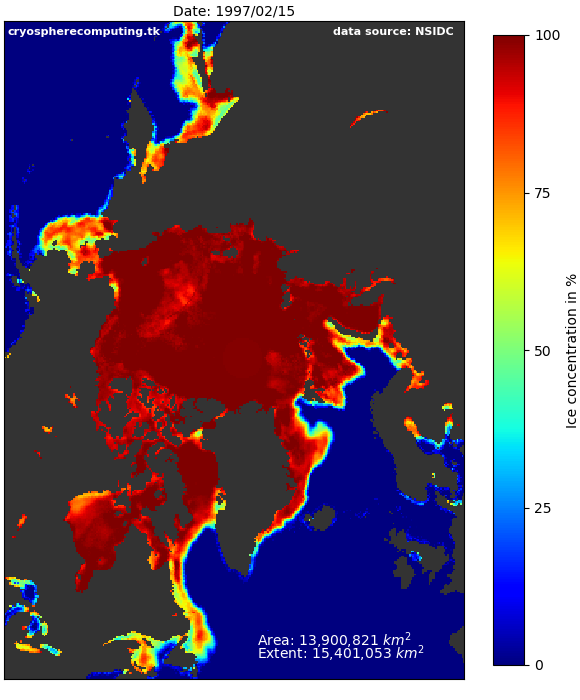 Date: 1997/02/15
cryospherecomputing.tk
data source: NSIDC
100
75
50
25
0
Ice concentration in %
Area: 13,900,821 km²
Extent: 15,401,053 km²